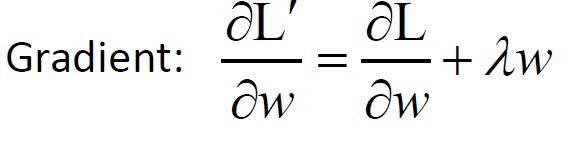 Gradient: ∂L′/∂w = ∂L/∂w + λw